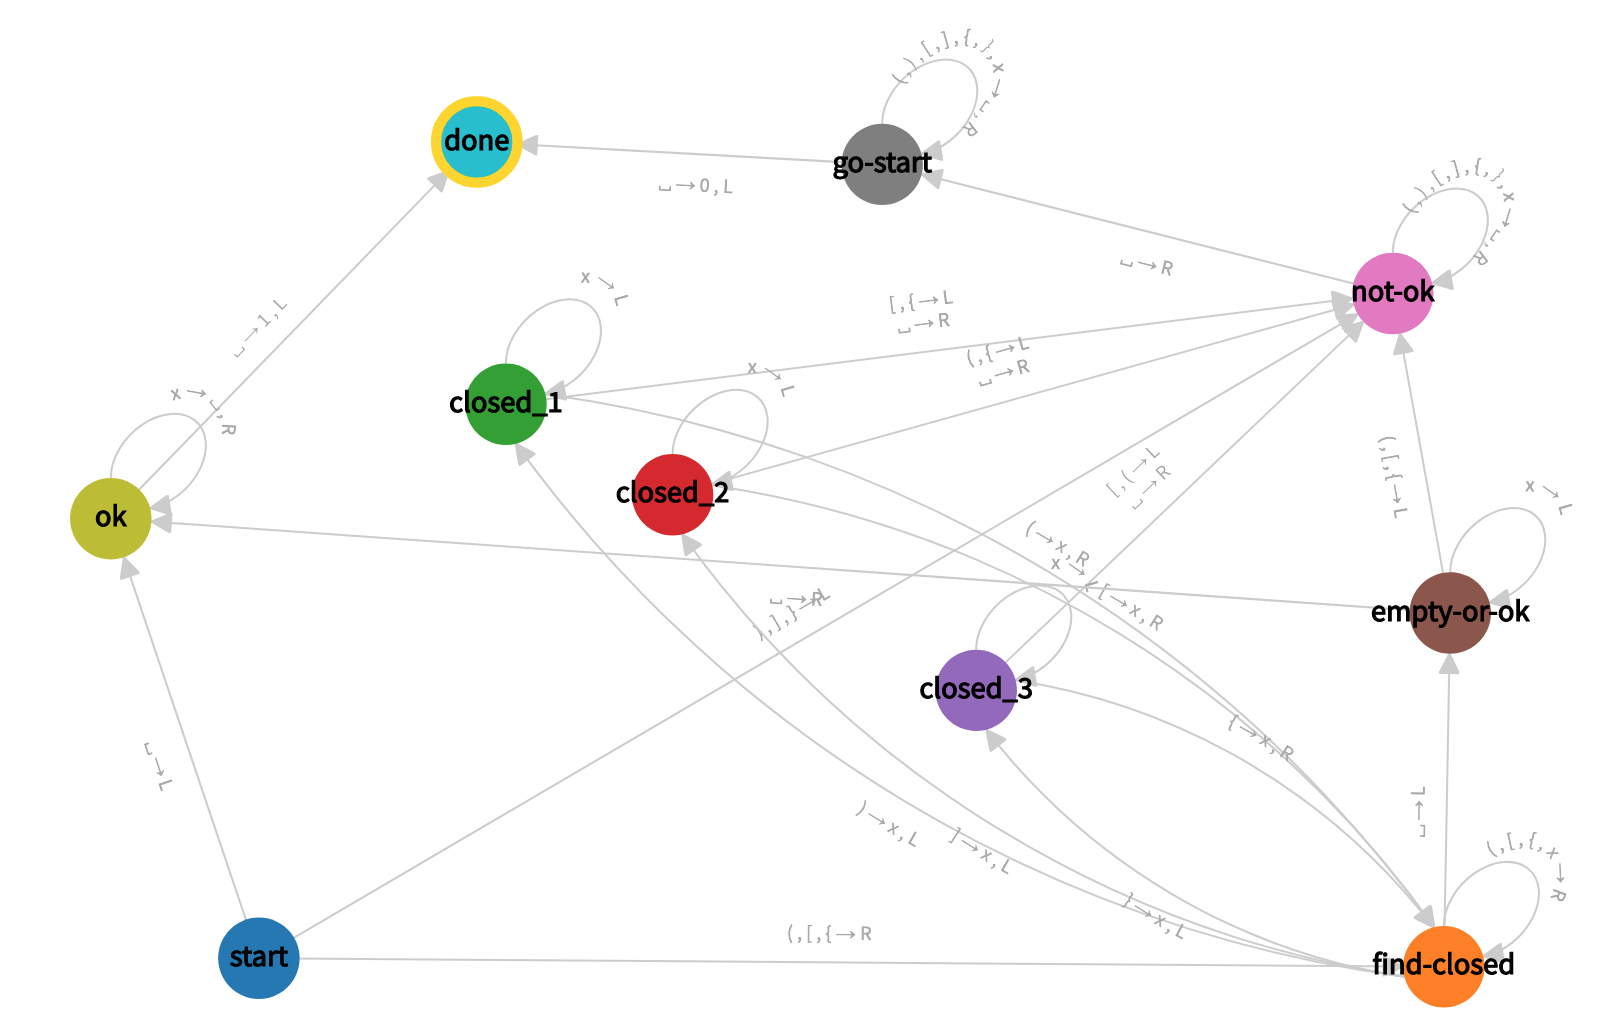 (,),[,],{,},x→␣,R
done
go-start
␣→0,L
(,),[,],{,},x→␣,R
␣→R
not-ok
x→L
[,{→L
␣→R
␣→1,L
(,{→L
␣→R
x→L
x→␣,R
closed_1
[,(→L
␣→R
(,[,{→L
closed_2
x→L
ok
(→x,R
x→L
[→x,R
␣→R
),],}→L
empty-or-ok
closed_3
{→x,R
␣→L
␣→L
)→x,L
]→x,L
(,[,{,x→R
}→x,L
(,[,{→R
start
find-closed